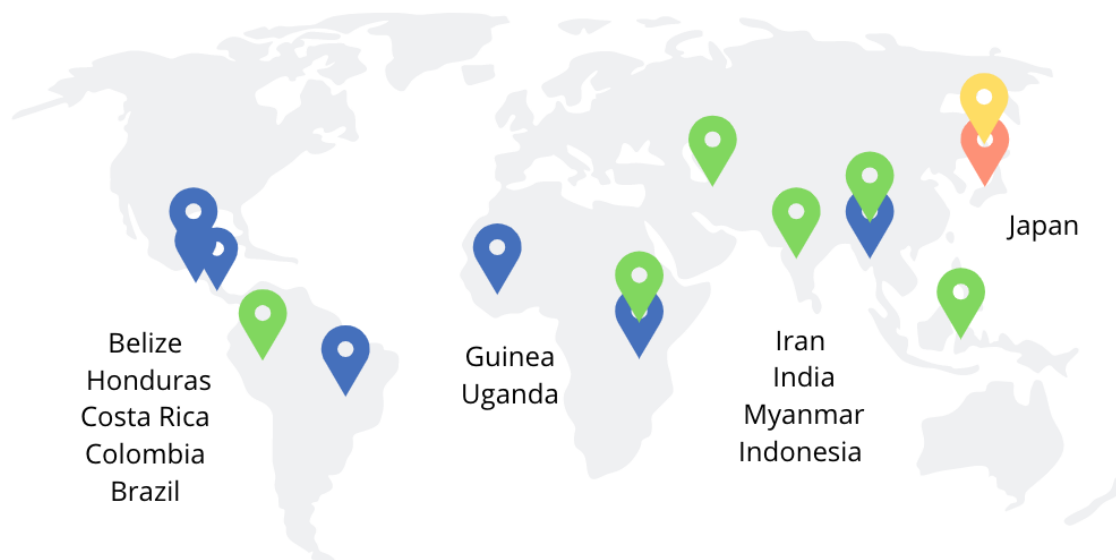 Belize
Honduras
Costa Rica
Colombia
Brazil
Guinea
Uganda
Iran
India
Myanmar
Indonesia
Japan